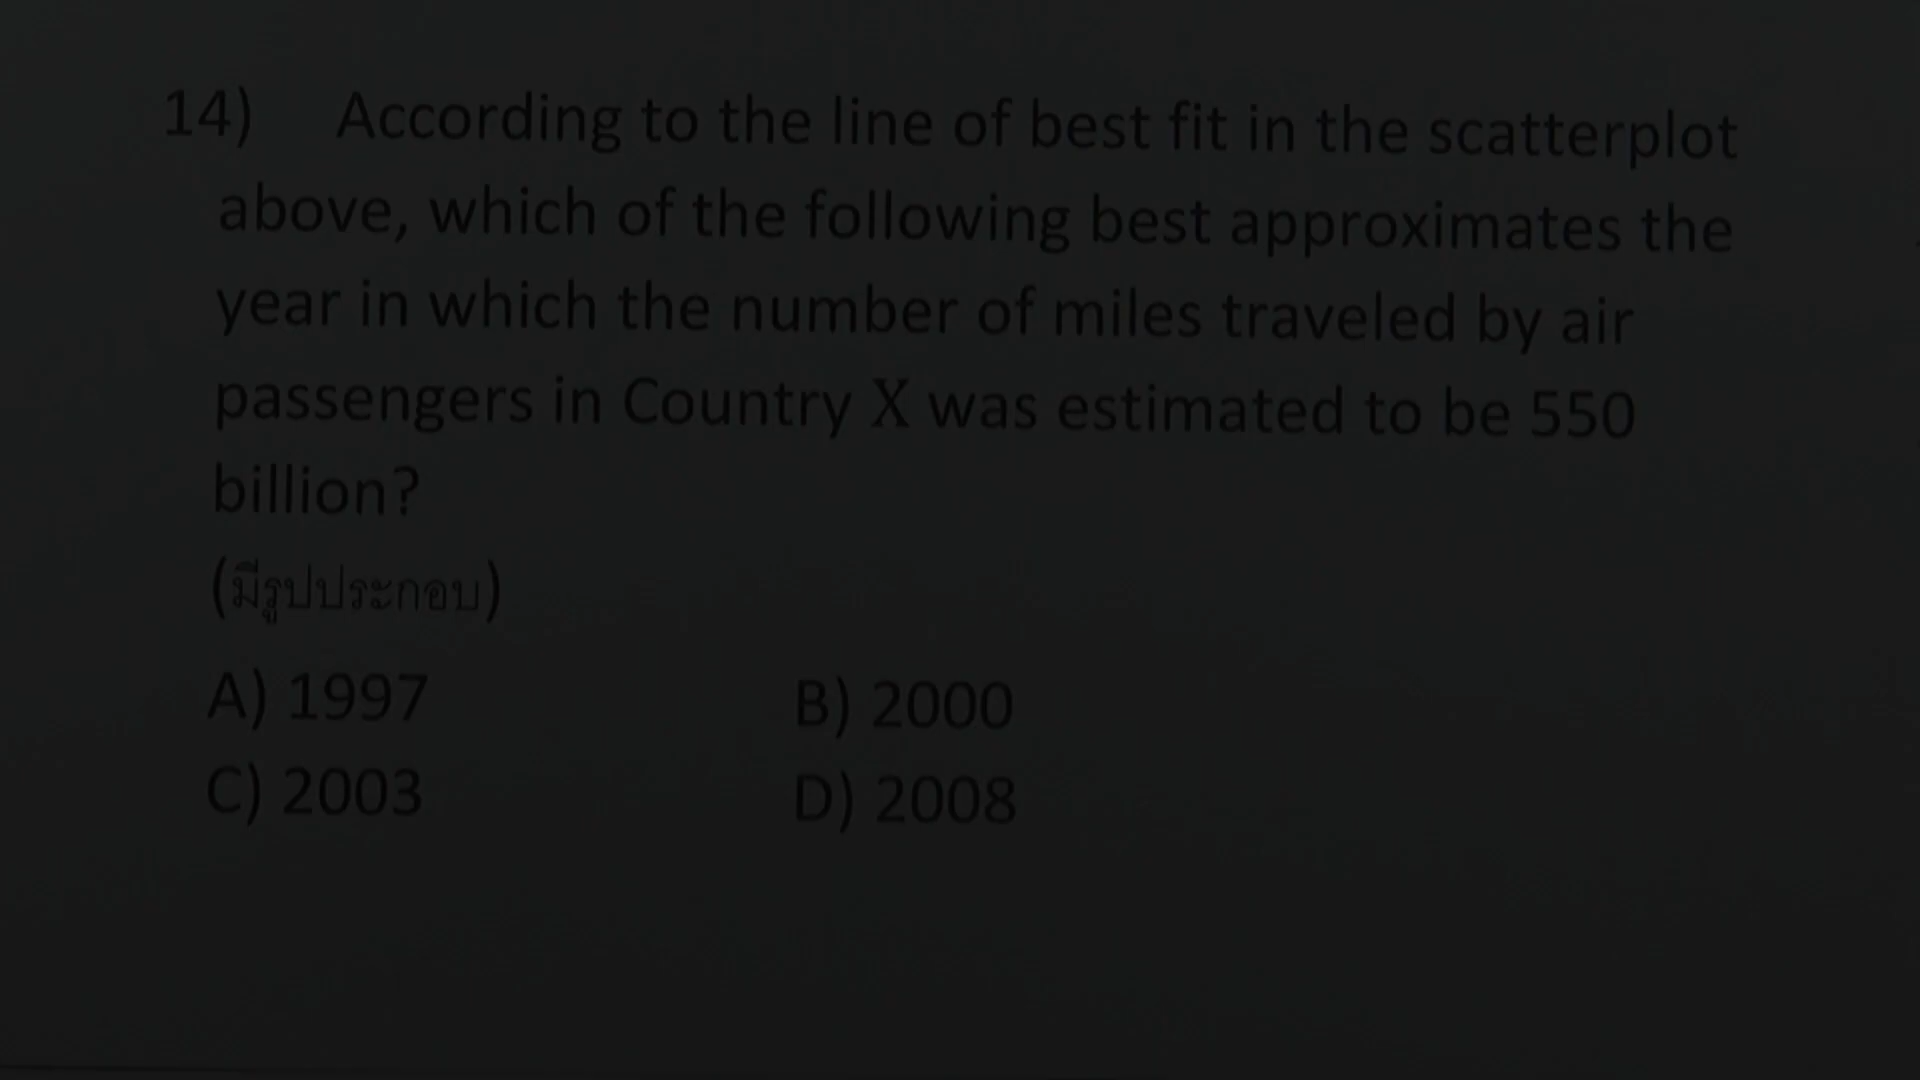 14) According to the line of best fit in the scatterplot
above, which of the following best approximates the
year in which the number of miles traveled by air
passengers in Country X was estimated to be 550
billion?
(มีรูปประกอบ)
A) 1997 B) 2000
C) 2003 D) 2008